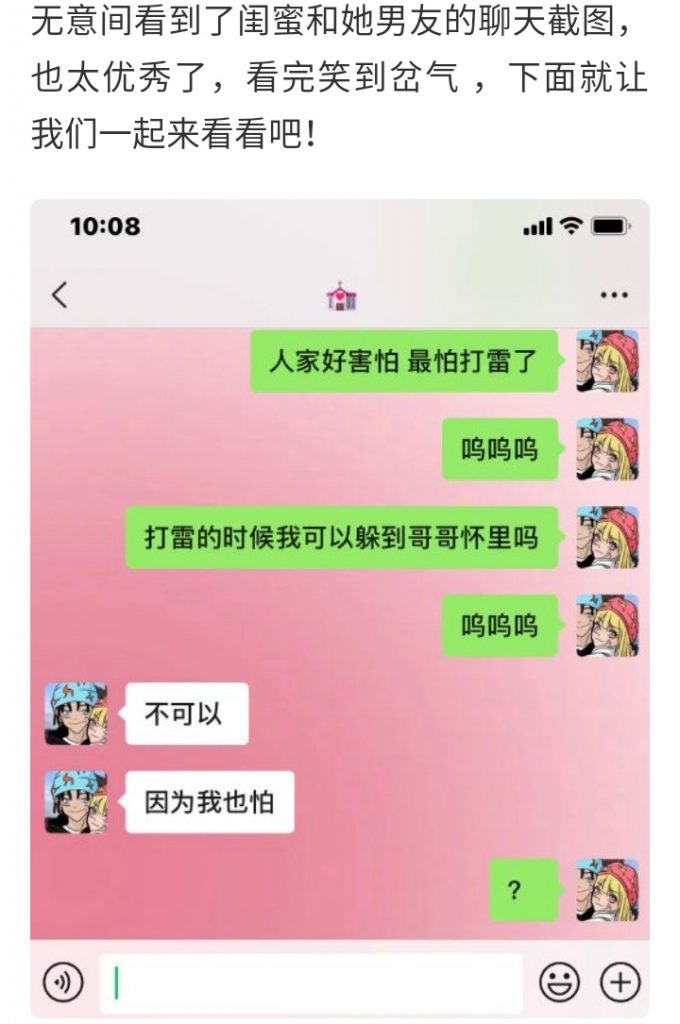 无意间看到了闺蜜和她男友的聊天截图，
也太优秀了，看完笑到岔气 ，下面就让
我们一起来看看吧！
10:08
人家好害怕 最怕打雷了
呜呜呜
打雷的时候我可以躲到哥哥怀里吗
呜呜呜
不可以
因为我也怕
?